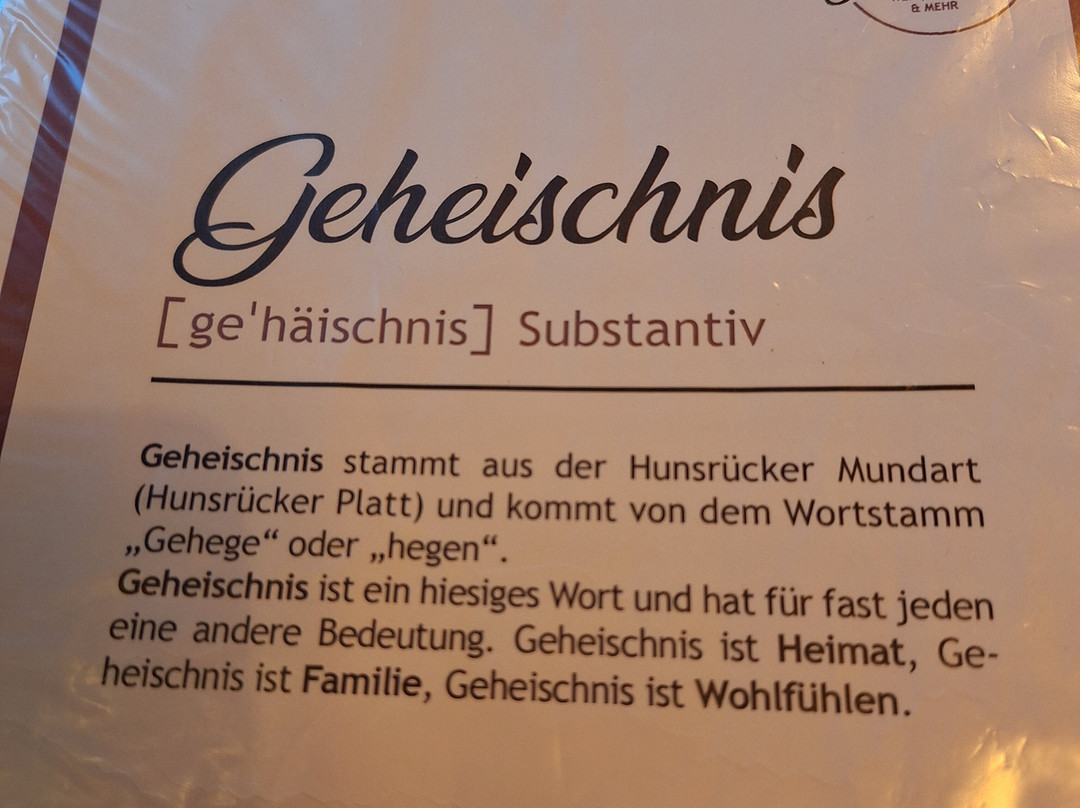 & MEHR
Geheischnis
[ge'häischnis] Substantiv
Geheischnis stammt aus der Hunsrücker Mundart
(Hunsrücker Platt) und kommt von dem Wortstamm
„Gehege“ oder „hegen“.
Geheischnis ist ein hiesiges Wort und hat für fast jeden
eine andere Bedeutung. Geheischnis ist Heimat, Ge-
heischnis ist Familie, Geheischnis ist Wohlfühlen.